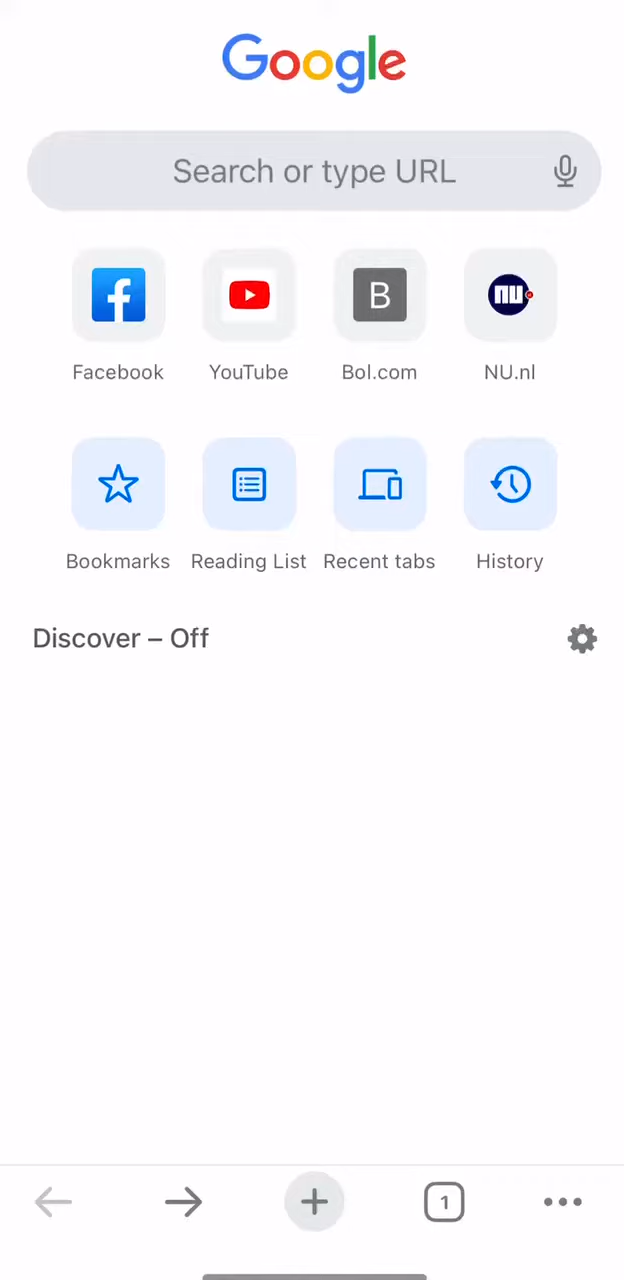 Google
Search or type URL
B
nu
Facebook YouTube Bol.com NU.nl
Bookmarks Reading List Recent tabs History
Discover – Off
1